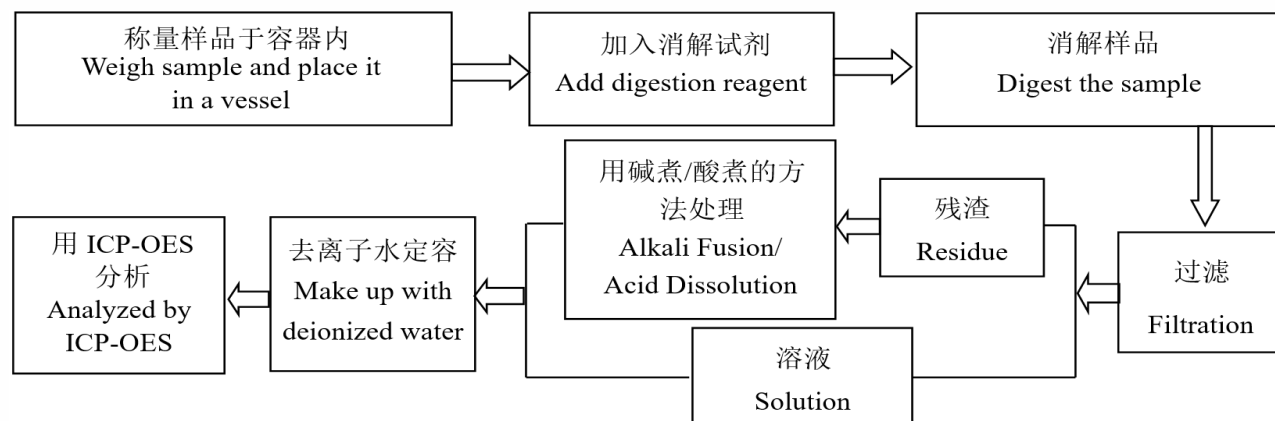 称量样品于容器内
Weigh sample and place it
in a vessel
加入消解试剂
Add digestion reagent
消解样品
Digest the sample
过滤
Filtration
残渣
Residue
用碱煮/酸煮的方
法处理
Alkali Fusion/
Acid Dissolution
溶液
Solution
去离子水定容
Make up with
deionized water
用 ICP-OES
分析
Analyzed by
ICP-OES